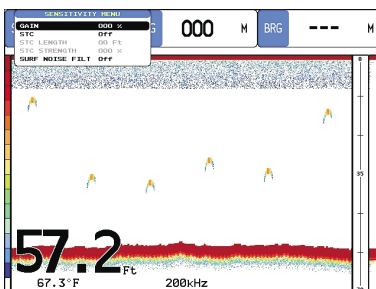 SENSITIVITY MENU
GAIN 000 %
STC Off
STC LENGTH 00 Ft
STC STRENGTH 000 %
SURF NOISE FILT Off
000 M
BRG --- M
0
35
57.2 Ft
67.3°F
200kHz